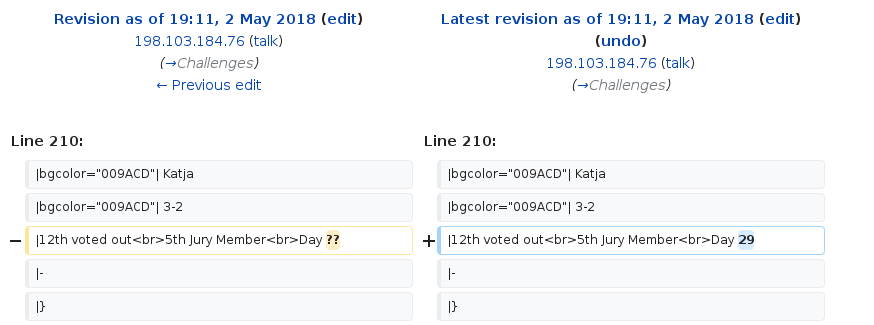 Revision as of 19:11, 2 May 2018 (edit)
198.103.184.76 (talk)
(→Challenges)
← Previous edit
Latest revision as of 19:11, 2 May 2018 (edit)
(undo)
198.103.184.76 (talk)
(→Challenges)
Line 210:
Line 210:
|bgcolor="009ACD"| Katja
|bgcolor="009ACD"| Katja
|bgcolor="009ACD"| 3-2
|bgcolor="009ACD"| 3-2
− |12th voted out<br>5th Jury Member<br>Day ??
+ |12th voted out<br>5th Jury Member<br>Day 29
|-
|-
|}
|}